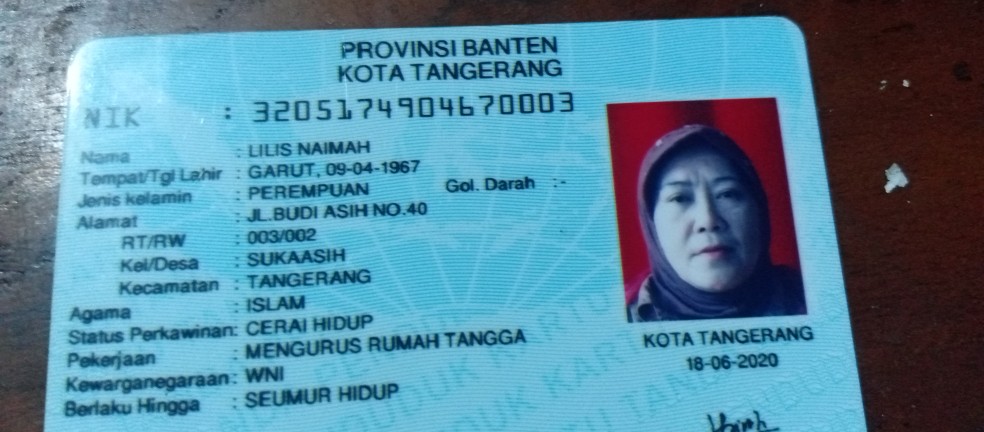 PROVINSI BANTEN
KOTA TANGERANG
NIK : 3205174904670003
Nama : LILIS NAIMAH
Tempat/Tgl Lahir : GARUT, 09-04-1967
Jenis kelamin : PEREMPUAN Gol. Darah : -
Alamat : JL.BUDI ASIH NO.40
RT/RW : 003/002
Kel/Desa : SUKAASIH
Kecamatan : TANGERANG
Agama : ISLAM
Status Perkawinan: CERAI HIDUP
Pekerjaan : MENGURUS RUMAH TANGGA
Kewarganegaraan: WNI
Berlaku Hingga : SEUMUR HIDUP
KOTA TANGERANG
18-06-2020